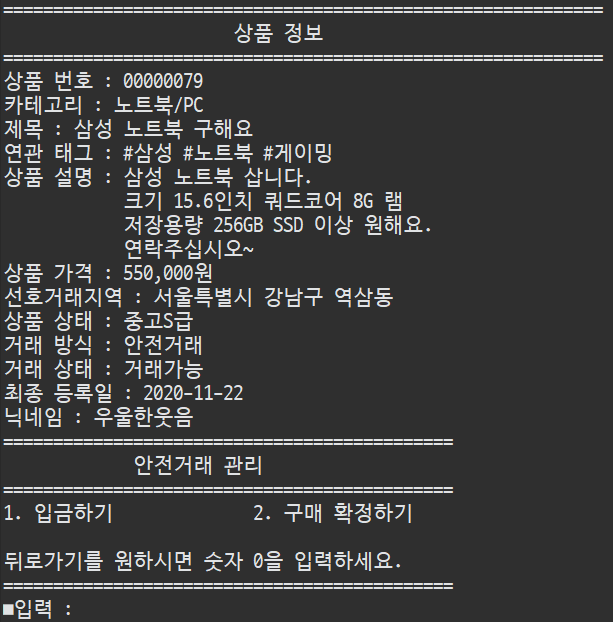 ============================================================
상품 정보
============================================================
상품 번호 : 00000079
카테고리 : 노트북/PC
제목 : 삼성 노트북 구해요
연관 태그 : #삼성 #노트북 #게이밍
상품 설명 : 삼성 노트북 삽니다.
크기 15.6인치 쿼드코어 8G 램
저장용량 256GB SSD 이상 원해요.
연락주십시오~
상품 가격 : 550,000원
선호거래지역 : 서울특별시 강남구 역삼동
상품 상태 : 중고S급
거래 방식 : 안전거래
거래 상태 : 거래가능
최종 등록일 : 2020-11-22
닉네임 : 우울한웃음
=============================================
안전거래 관리
=============================================
1. 입금하기 2. 구매 확정하기
뒤로가기를 원하시면 숫자 0을 입력하세요.
=============================================
■입력 :